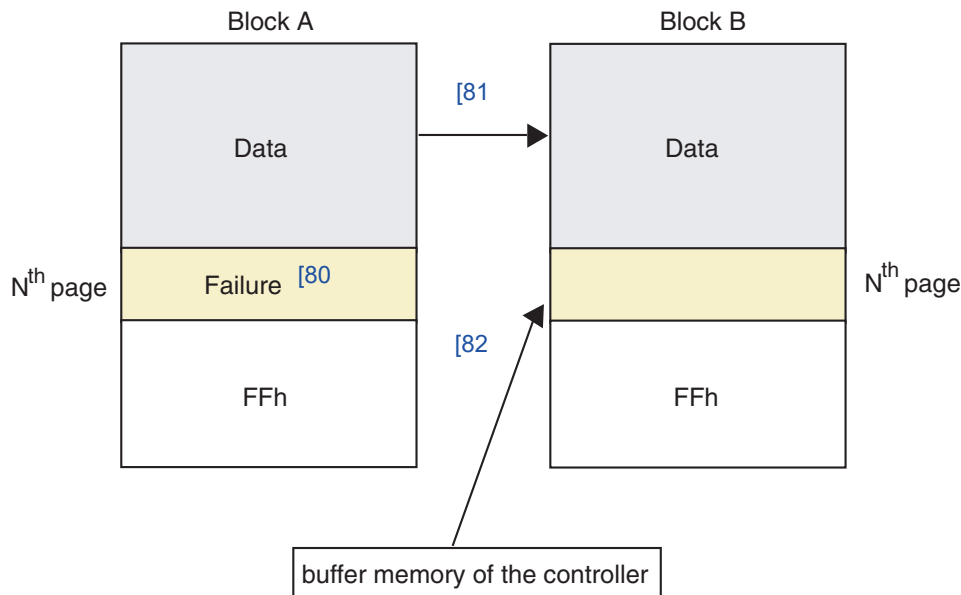 Block A
Block B
Data
[81
Data
Nth page
Failure [80
Nth page
[82
FFh
FFh
buffer memory of the controller